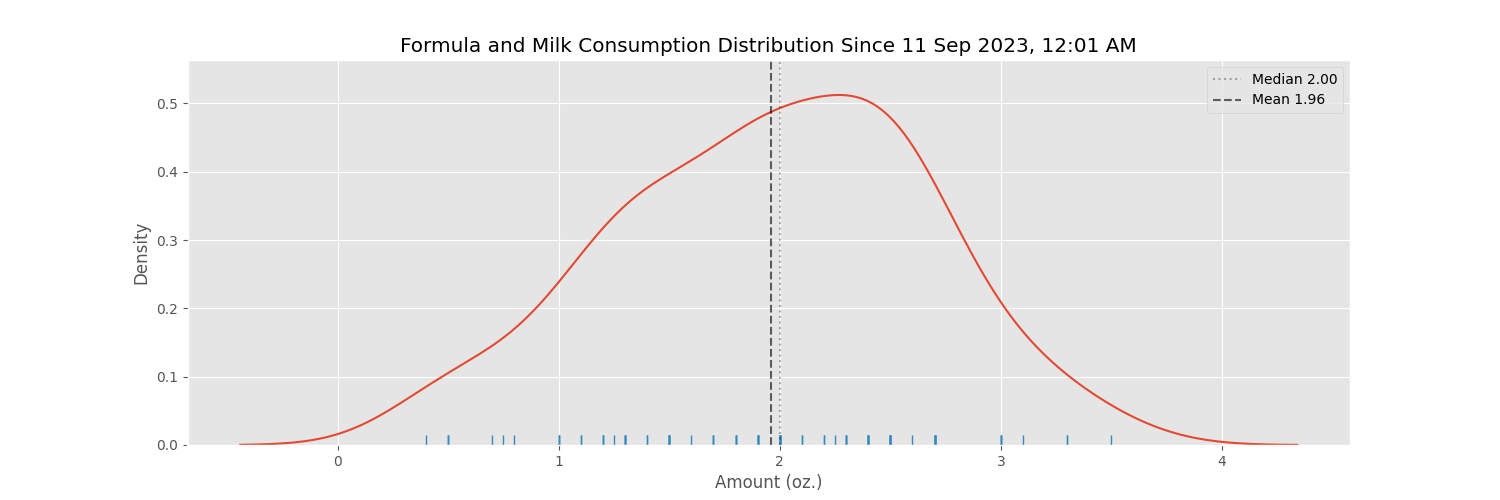 Formula and Milk Consumption Distribution Since 11 Sep 2023, 12:01 AM
Median 2.00
Mean 1.96
0.5
0.4
0.3
0.2
0.1
0.0
Density
0 1 2 3 4
Amount (oz.)